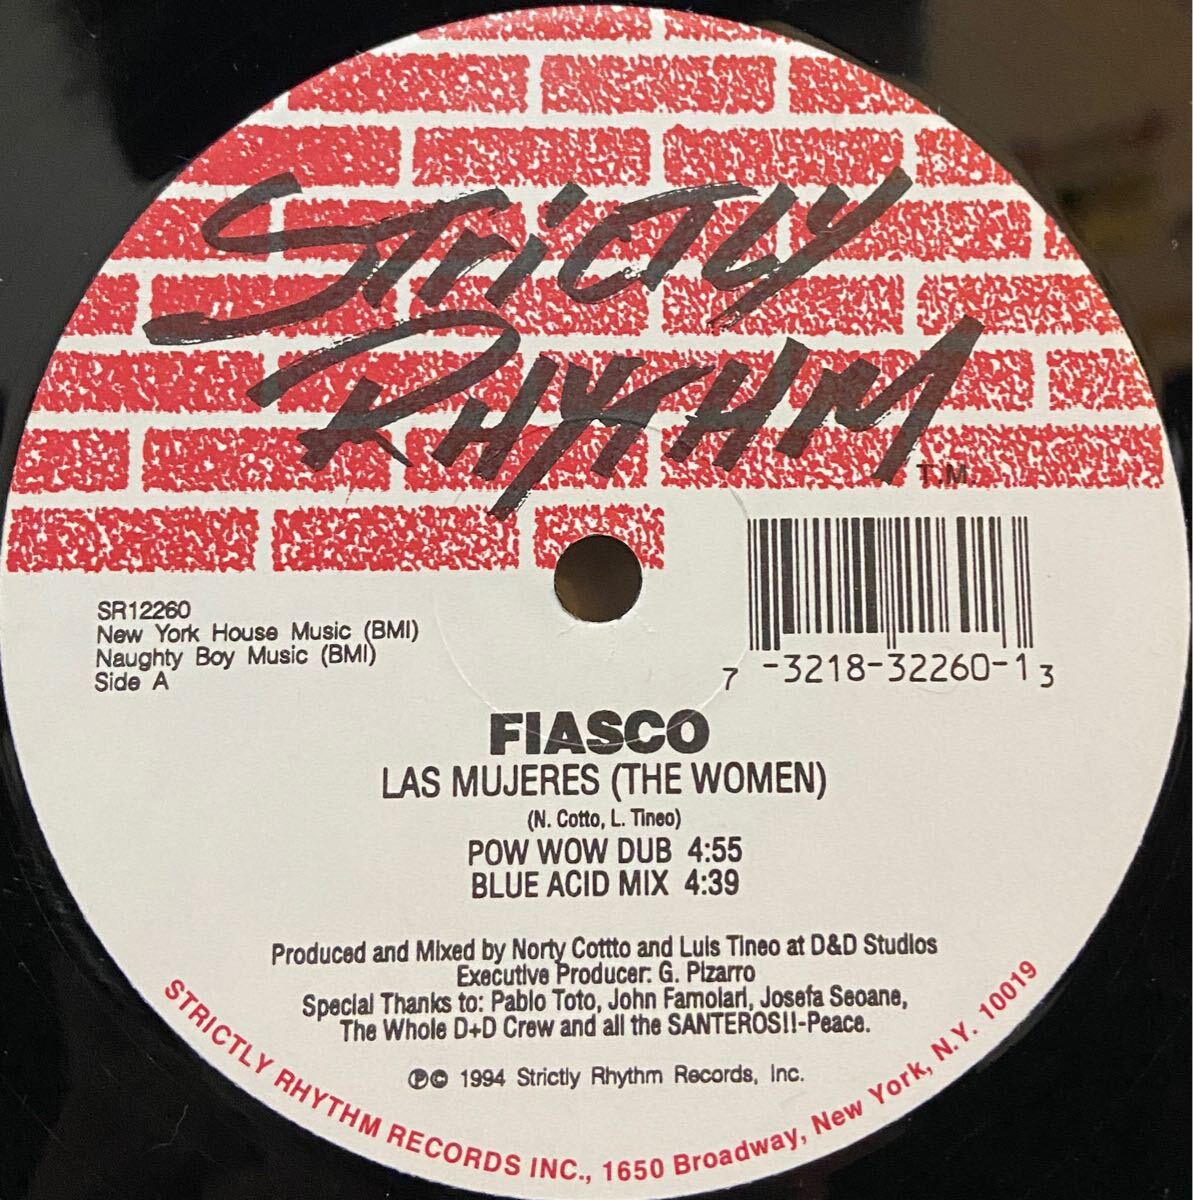 STRICTLY
RHYTHM
T.M.
SR12260
New York House Music (BMI)
Naughty Boy Music (BMI)
Side A
7 -3218-32260-1 3
FIASCO
LAS MUJERES (THE WOMEN)
(N. Cotto, L. Tineo)
POW WOW DUB 4:55
BLUE ACID MIX 4:39
Produced and Mixed by Norty Cottto and Luis Tineo at D&D Studios
Executive Producer: G. Pizarro
Special Thanks to: Pablo Toto, John Famolari, Josefa Seoane,
The Whole D+D Crew and all the SANTEROS!!-Peace.
℗© 1994 Strictly Rhythm Records, Inc.
STRICTLY RHYTHM RECORDS INC., 1650 Broadway, New York, N.Y. 10019